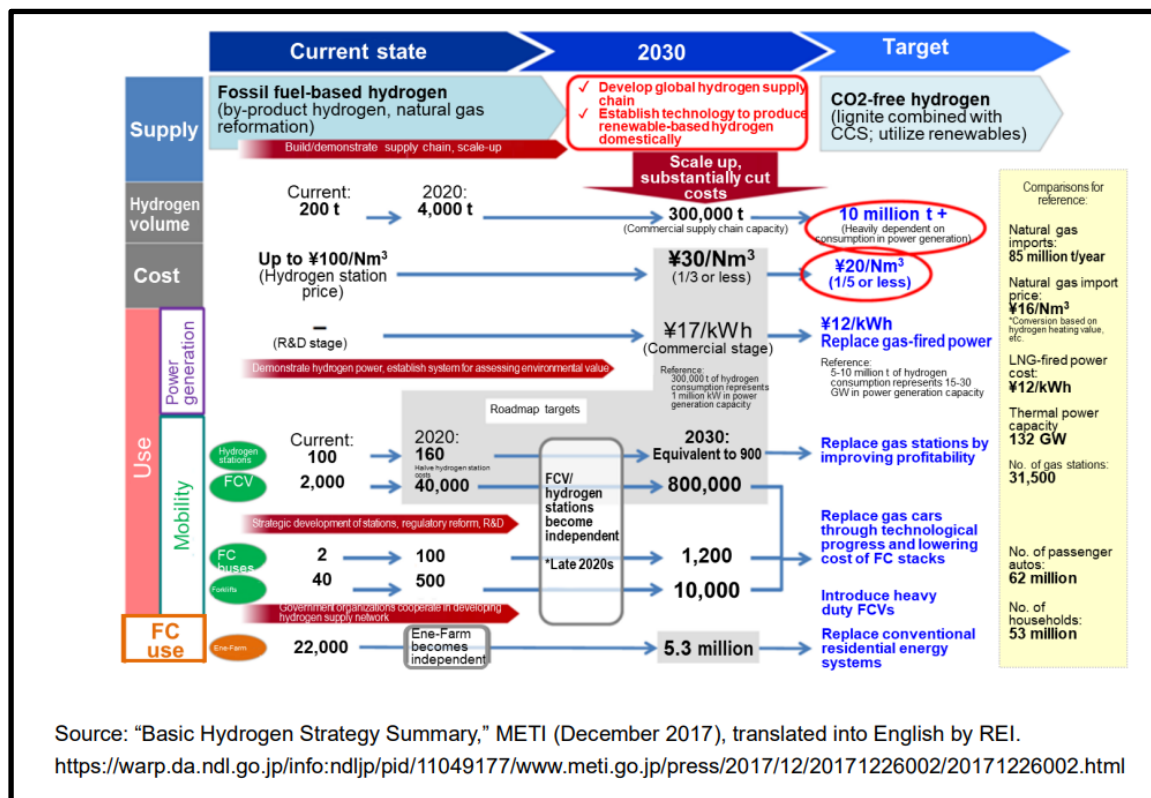 Current state
2030
Target
Supply
Fossil fuel-based hydrogen
(by-product hydrogen, natural gas
reformation)
✓ Develop global hydrogen supply
chain
✓ Establish technology to produce
renewable-based hydrogen
domestically
CO2-free hydrogen
(lignite combined with
CCS; utilize renewables)
Build/demonstrate supply chain, scale-up
Scale up,
substantially cut
costs
Hydrogen
volume
Current:
200 t
2020:
4,000 t
300,000 t
(Commercial supply chain capacity)
10 million t +
(Heavily dependent on
consumption in power generation)
Cost
Up to ¥100/Nm³
(Hydrogen station
price)
¥30/Nm³
(1/3 or less)
¥20/Nm³
(1/5 or less)
Use
Power
generation
–
(R&D stage)
¥17/kWh
(Commercial stage)
¥12/kWh
Replace gas-fired power
Demonstrate hydrogen power, establish system for assessing environmental value
Reference:
300,000 t of hydrogen
consumption represents
1 million kW in power
generation capacity
Reference:
5-10 million t of hydrogen
consumption represents 15-30
GW in power generation capacity
Roadmap targets
Mobility
Hydrogen
stations
Current:
100
2020:
160
Halve hydrogen station
costs
2030:
Equivalent to 900
Replace gas stations by
improving profitability
FCV
2,000
40,000
800,000
FCV/
hydrogen
stations
become
independent
*Late 2020s
Strategic development of stations, regulatory reform, R&D
Replace gas cars
through technological
progress and lowering
cost of FC stacks
FC
buses
2
100
1,200
Forklifts
40
500
10,000
Introduce heavy
duty FCVs
Government organizations cooperate in developing
hydrogen supply network
FC
use
Ene-Farm
22,000
Ene-Farm
becomes
independent
5.3 million
Replace conventional
residential energy
systems
Comparisons for
reference:
Natural gas
imports:
85 million t/year
Natural gas import
price:
¥16/Nm³
*Conversion based on
hydrogen heating value,
etc.
LNG-fired power
cost:
¥12/kWh
Thermal power
capacity
132 GW
No. of gas stations:
31,500
No. of passenger
autos:
62 million
No. of
households:
53 million
Source: “Basic Hydrogen Strategy Summary,” METI (December 2017), translated into English by REI.
https://warp.da.ndl.go.jp/info:ndljp/pid/11049177/www.meti.go.jp/press/2017/12/20171226002/20171226002.html